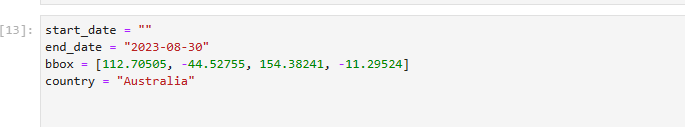 [13]: start_date = ""
end_date = "2023-08-30"
bbox = [112.70505, -44.52755, 154.38241, -11.29524]
country = "Australia"